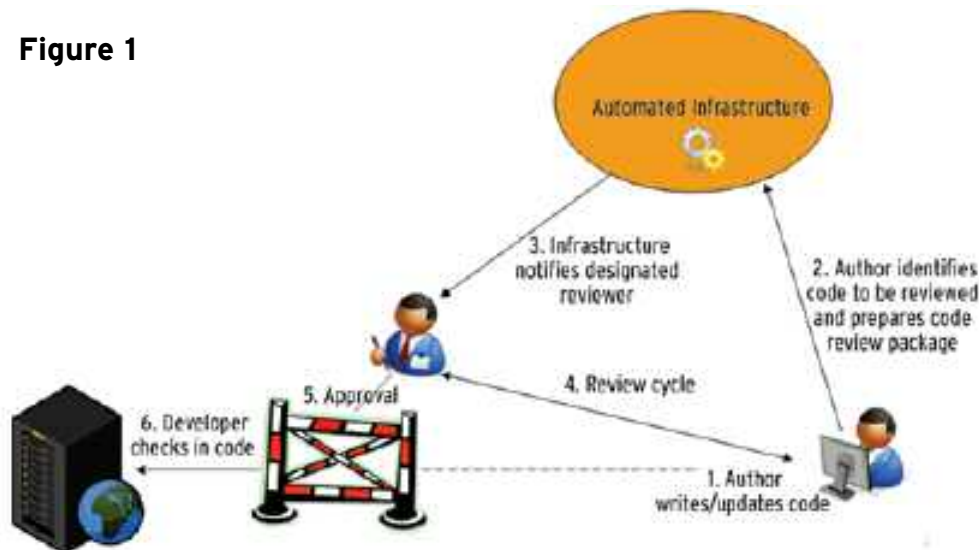 Figure 1
Automated Infrastructure
3. Infrastructure
notifies designated
reviewer
2. Author identifies
code to be reviewed
and prepares code
review package
4. Review cycle
5. Approval
6. Developer
checks in code
1. Author
writes/updates code